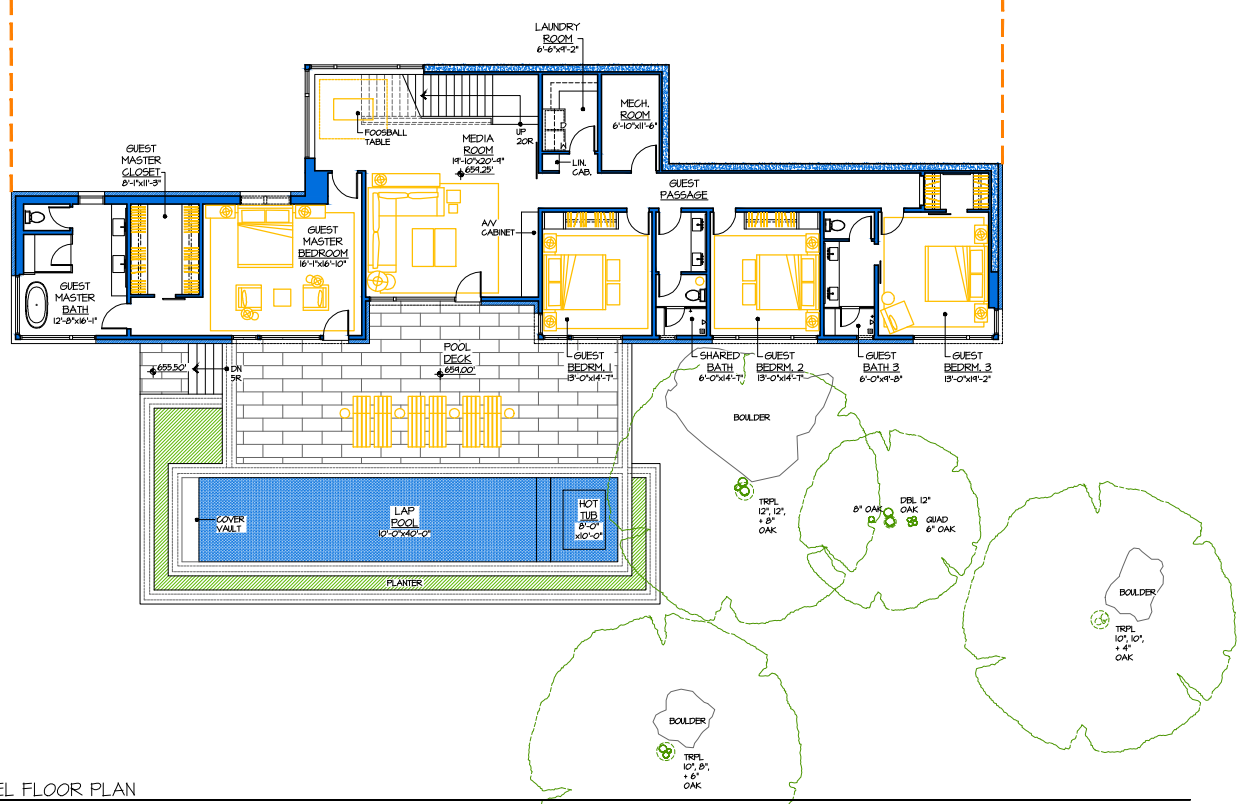 LAUNDRY
ROOM
6'-6"x9'-2"
MECH.
ROOM
6'-10"x11'-6"
FOOSBALL
TABLE
UP
20R
MEDIA
ROOM
19'-10"x20'-9"
659.25'
LIN.
CAB.
GUEST
MASTER
CLOSET
8'-1"x11'-3"
GUEST
PASSAGE
A/V
CABINET
GUEST
MASTER
BEDROOM
16'-1"x16'-10"
GUEST
MASTER
BATH
12'-8"x16'-1"
655.50'
DN
5R
POOL
DECK
659.00'
GUEST
BEDRM. 1
13'-0"x14'-7"
SHARED
BATH
6'-0"x14'-7"
GUEST
BEDRM. 2
13'-0"x14'-7"
GUEST
BATH 3
6'-0"x9'-8"
GUEST
BEDRM. 3
13'-0"x19'-2"
BOULDER
COVER
VAULT
LAP
POOL
10'-0"x40'-0"
HOT
TUB
8'-0"
x10'-0"
PLANTER
TRPL
12", 12",
+ 8"
OAK
8" OAK
DBL 12"
OAK
QUAD
6" OAK
BOULDER
TRPL
10", 10",
+ 4"
OAK
BOULDER
TRPL
10", 8",
+ 6"
OAK
EL FLOOR PLAN